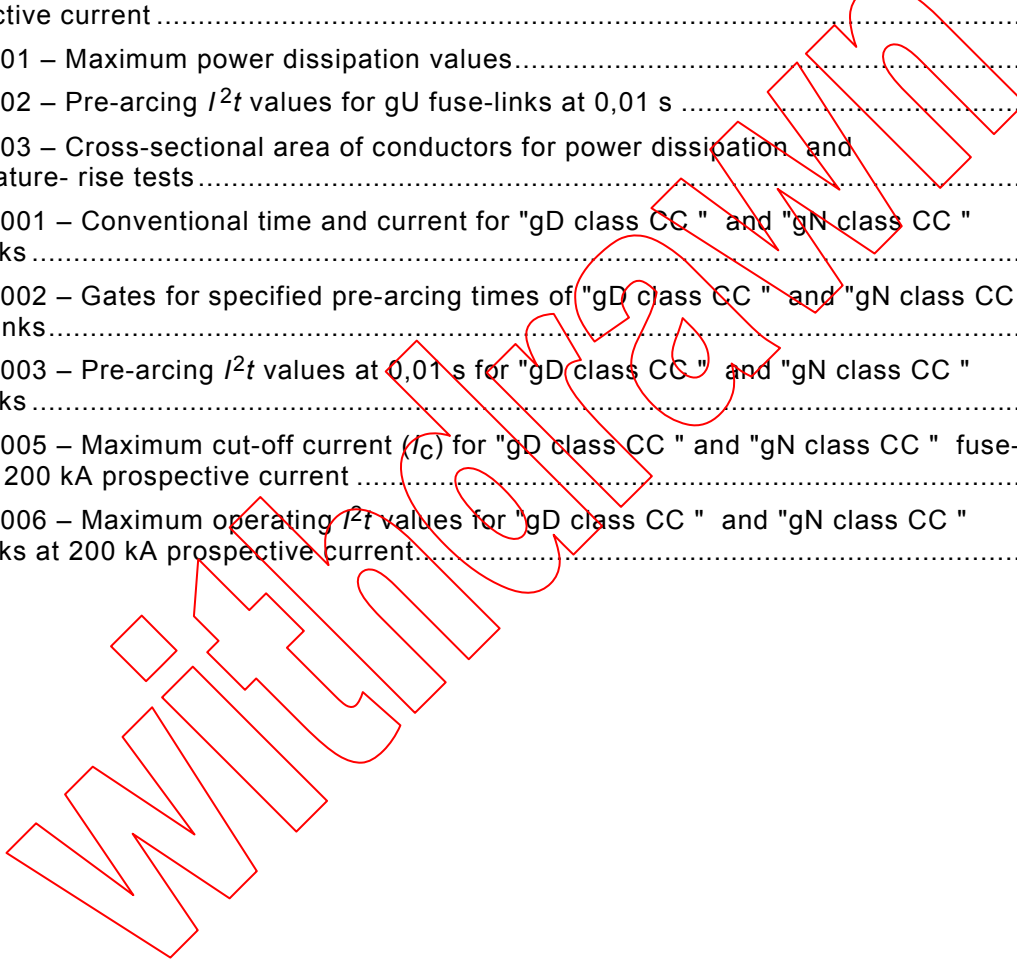 ctive current ................................................................
01 – Maximum power dissipation values................................................................
02 – Pre-arcing I²t values for gU fuse-links at 0,01 s ................................................................
03 – Cross-sectional area of conductors for power dissipation and
ature- rise tests................................................................
001 – Conventional time and current for "gD class CC " and "gN class CC "
ks ................................................................
002 – Gates for specified pre-arcing times of "gD class CC " and "gN class CC
inks................................................................
003 – Pre-arcing I²t values at 0,01 s for "gD class CC " and "gN class CC "
ks ................................................................
005 – Maximum cut-off current (Ic) for "gD class CC " and "gN class CC " fuse-
200 kA prospective current ................................................................
006 – Maximum operating I²t values for "gD class CC " and "gN class CC "
ks at 200 kA prospective current................................................................
withdrawn